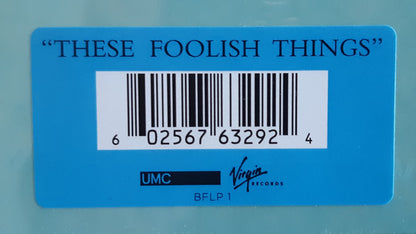 “THESE FOOLISH THINGS”
6 02567 63292 4
UMC
Virgin
RECORDS
BFLP 1